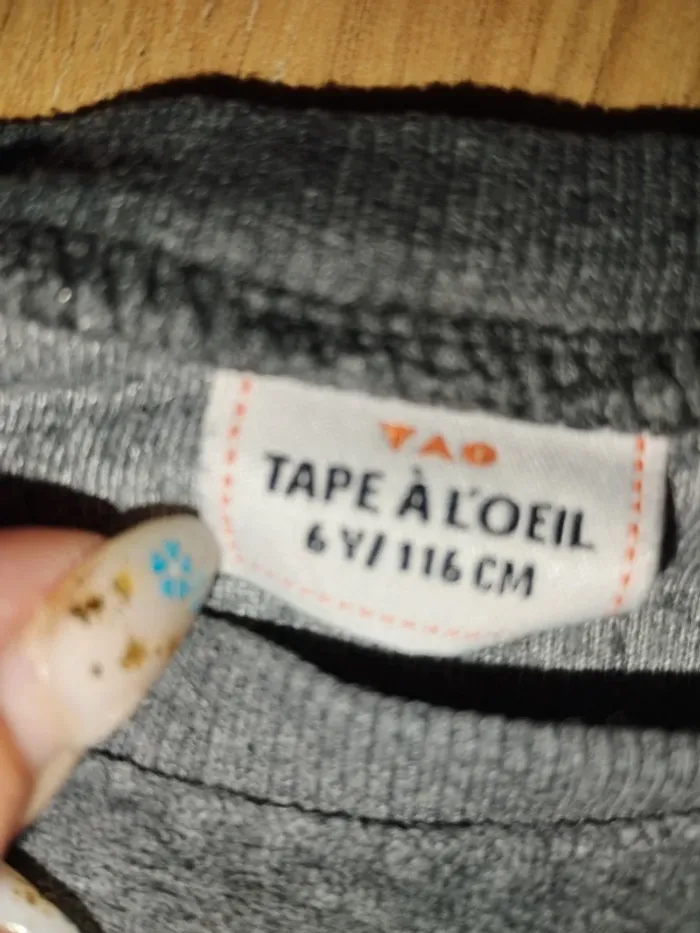 TAO
TAPE À L'OEIL
6 Y/ 116 CM